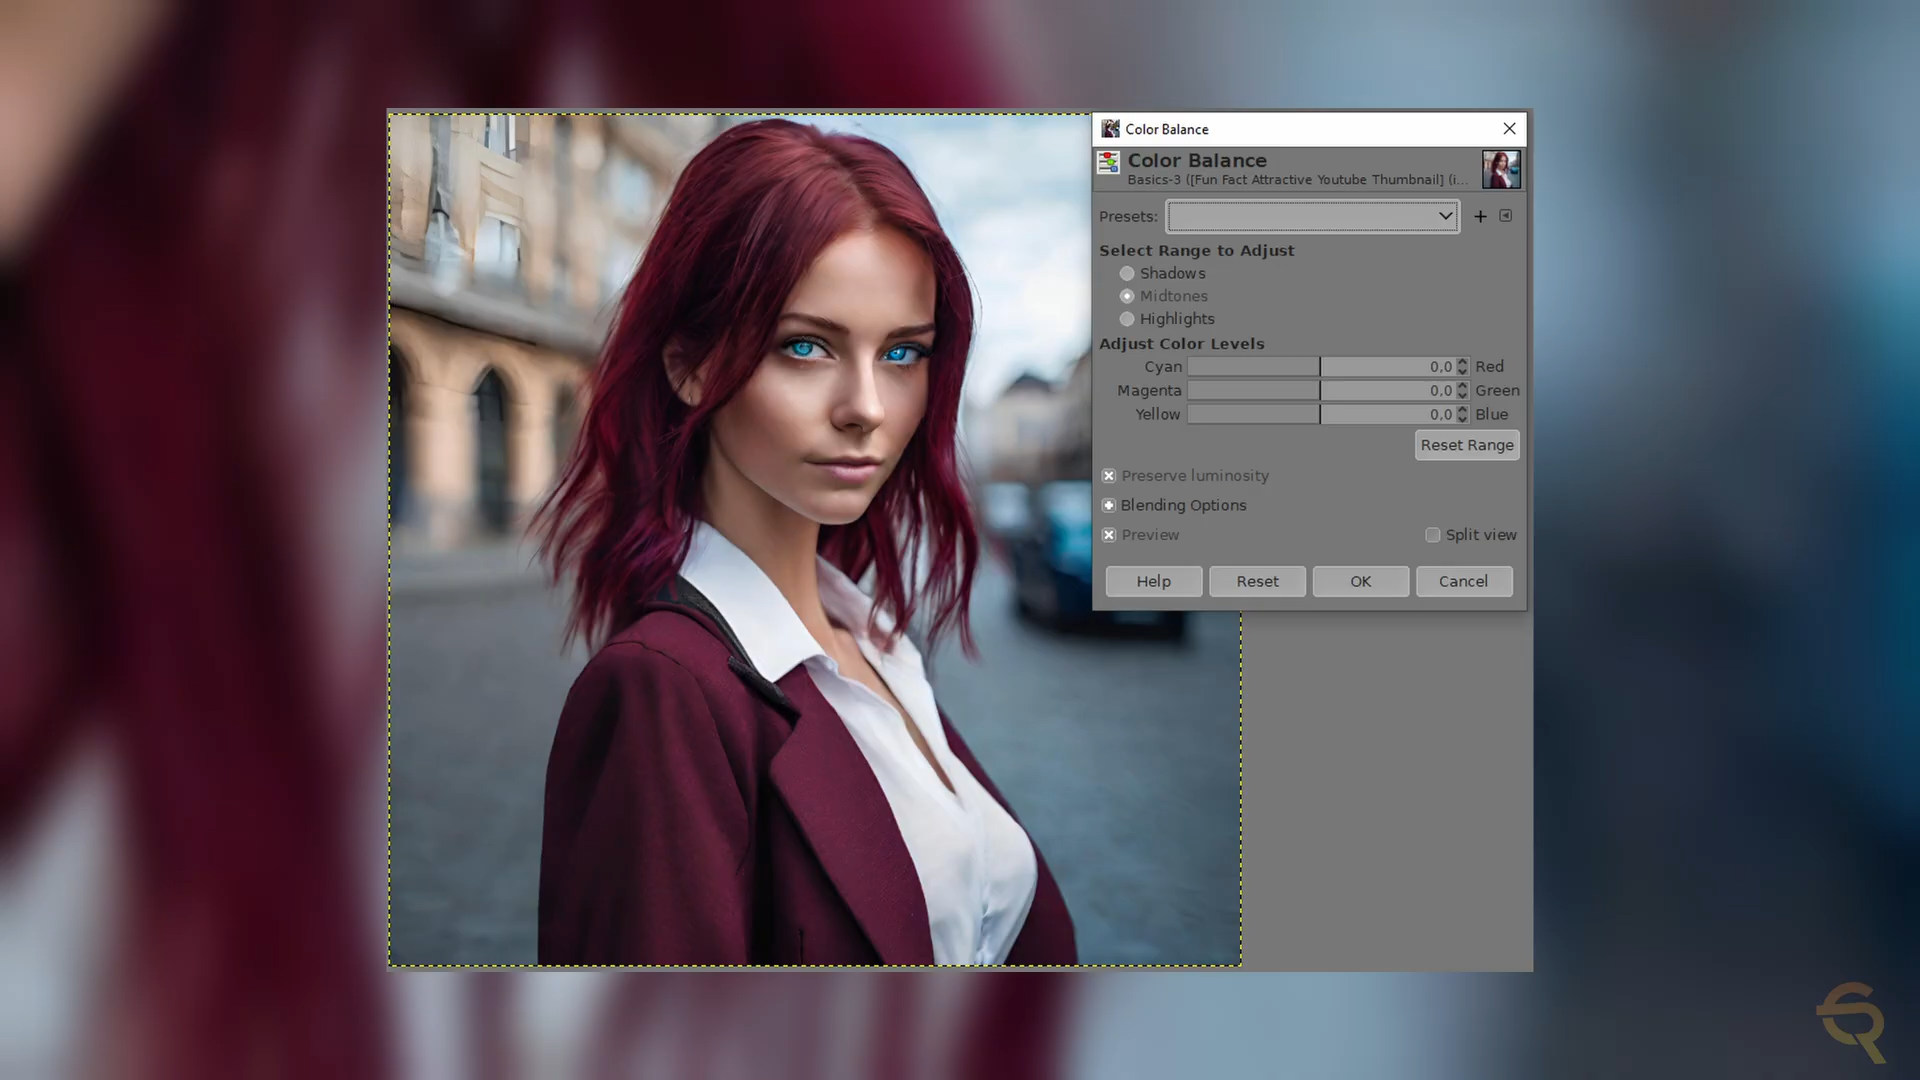 Color Balance
Color Balance
Basics-3 ([Fun Fact Attractive Youtube Thumbnail] (i...
Presets:
Select Range to Adjust
Shadows
Midtones
Highlights
Adjust Color Levels
Cyan 0,0 Red
Magenta 0,0 Green
Yellow 0,0 Blue
Reset Range
Preserve luminosity
Blending Options
Preview Split view
Help Reset OK Cancel